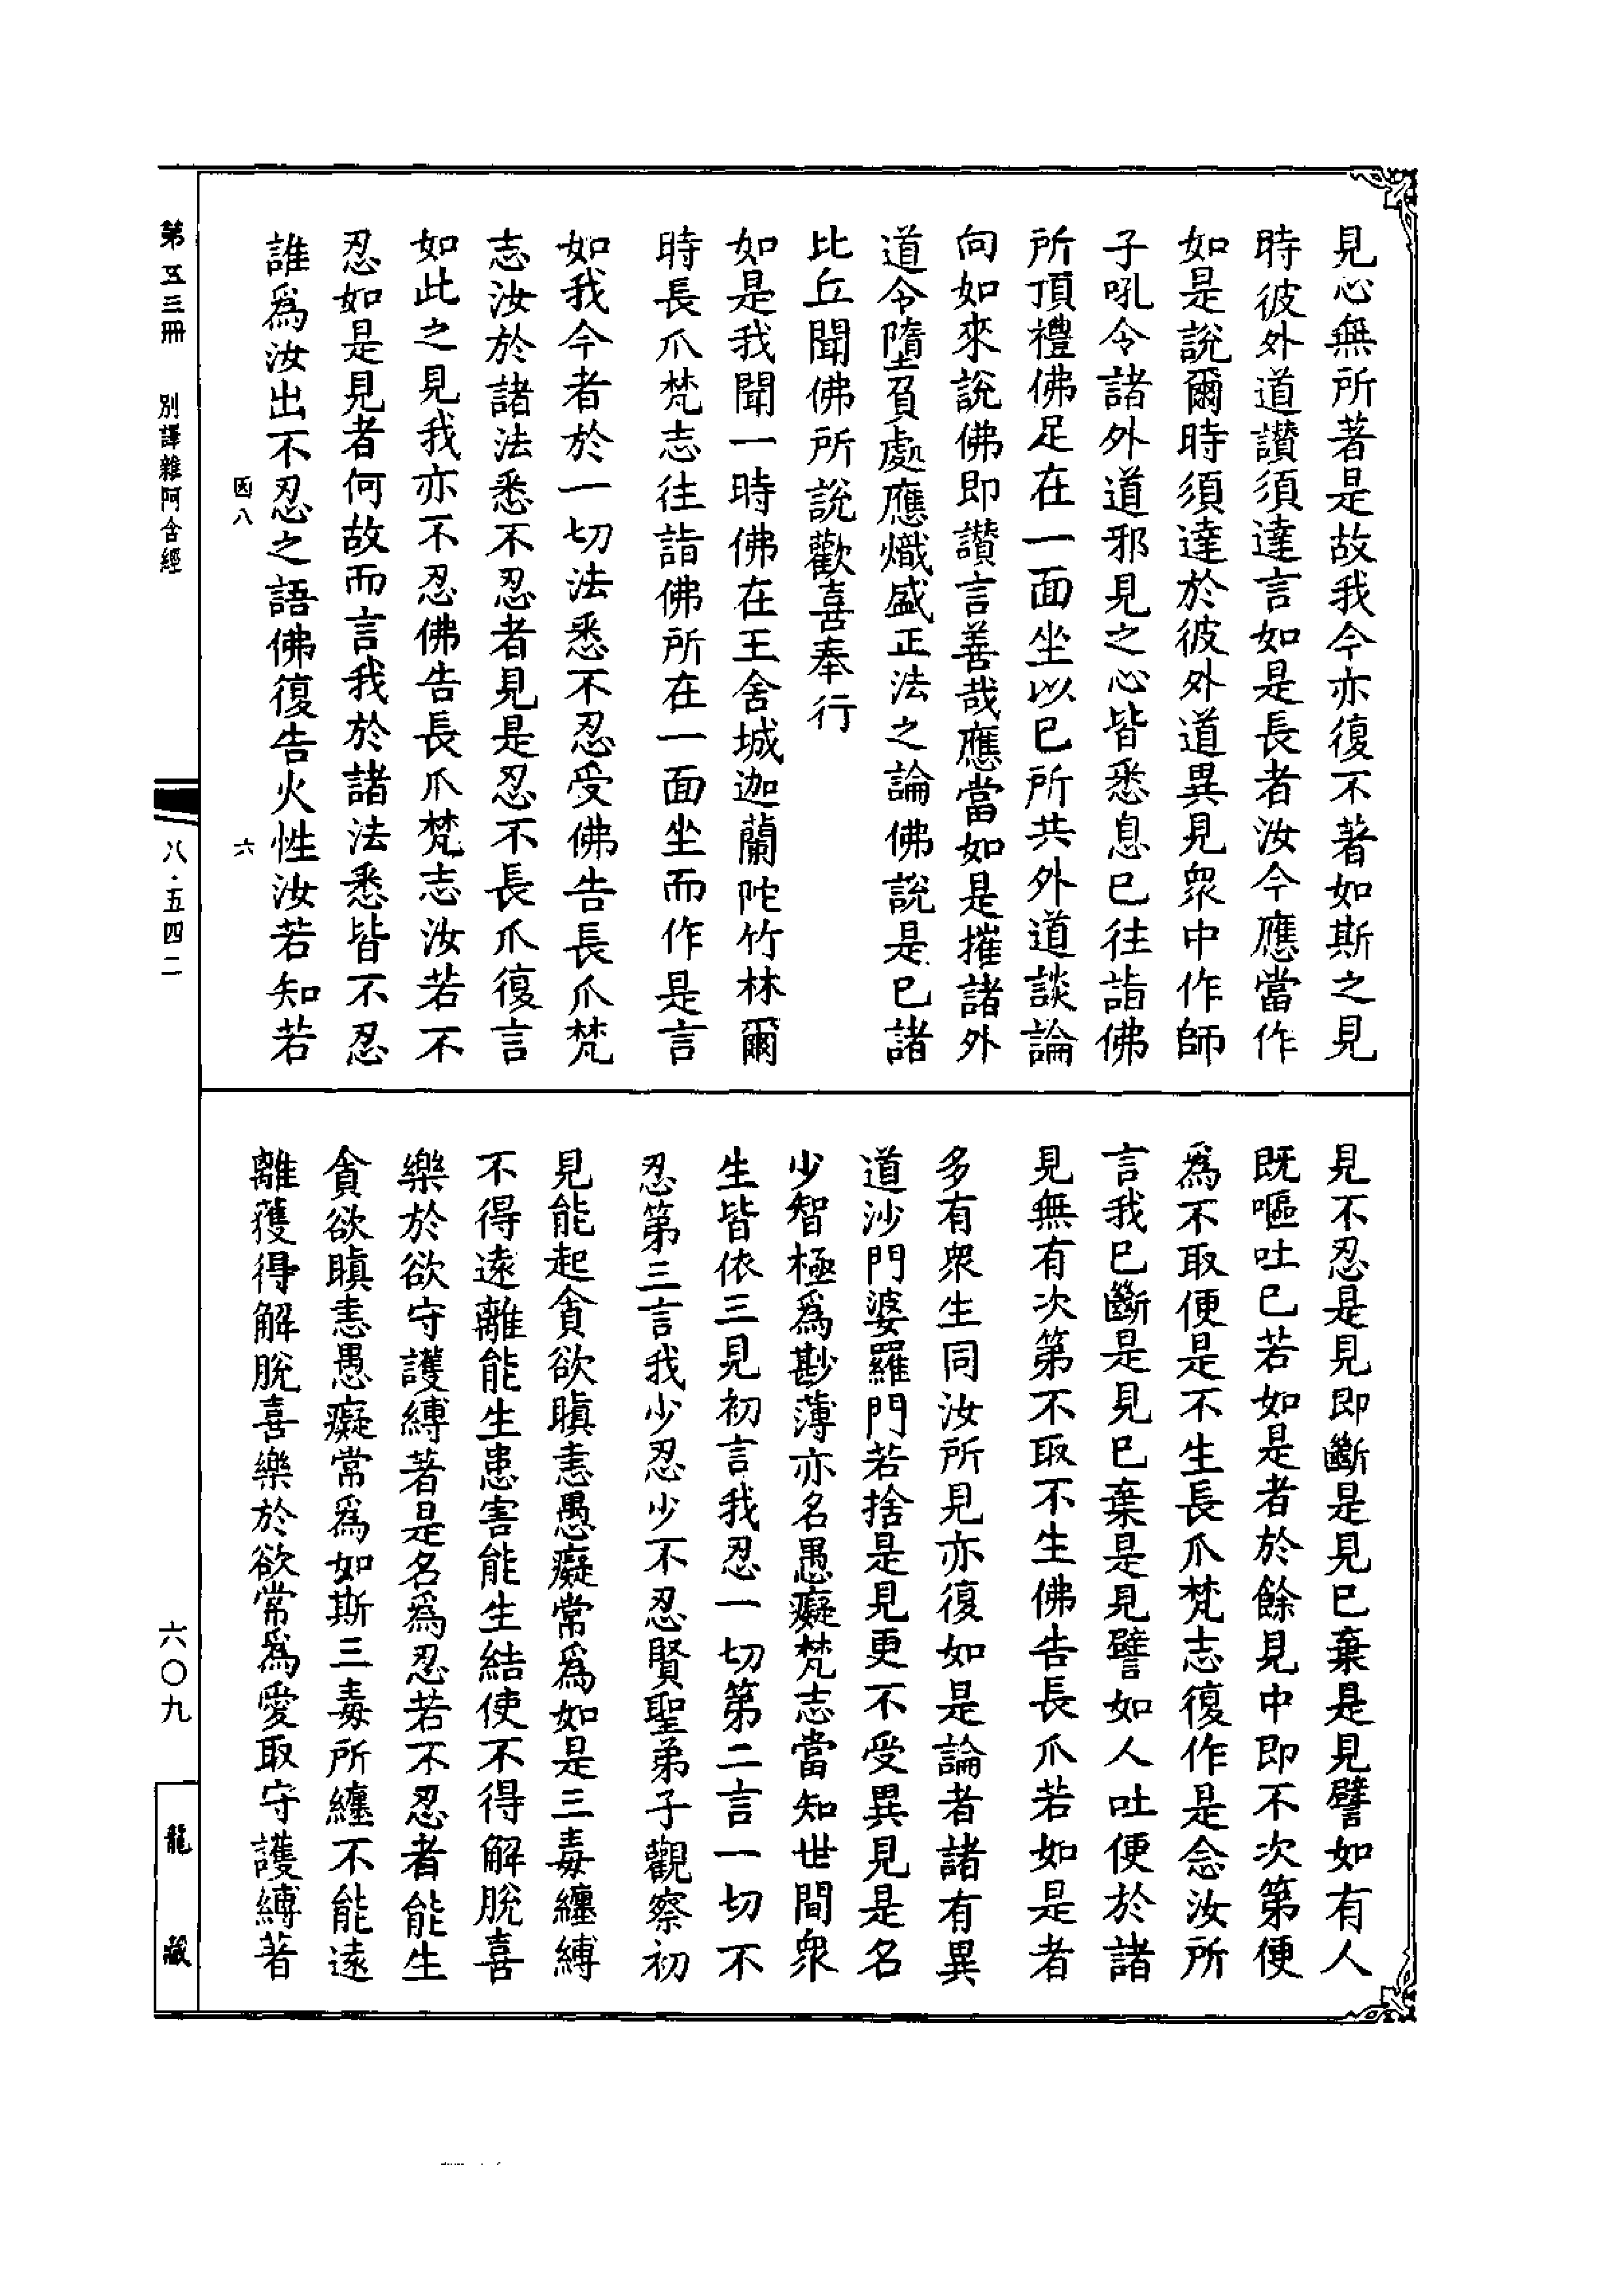 見心無所著是故我今亦復不著如斯之見
時彼外道讚須達言如是長者汝今應當作
如是說爾時須達於彼外道異見衆中作師
子吼令諸外道邪見之心皆悉息已往詣佛
所頂禮佛足在一面坐以已所共外道談論
向如來說佛即讚言善哉應當如是摧諸外
道令墮負處應熾盛正法之論佛說是已諸
比丘聞佛所說歡喜奉行
如是我聞一時佛在王舍城迦蘭陀竹林爾
時長爪梵志往詣佛所在一面坐而作是言
如我今者於一切法悉不忍受佛告長爪梵
志汝於諸法悉不忍者見是忍不長爪復言
如此之見我亦不忍佛告長爪梵志汝若不
忍如是見者何故而言我於諸法悉皆不忍
誰爲汝出不忍之語佛復告火性汝若知若
見不忍是見即斷是見已棄是見譬如有人
既嘔吐已若如是者於餘見中即不次第便
爲不取便是不生長爪梵志復作是念汝所
言我已斷是見已棄是見譬如人吐便於諸
見無有次第不取不生佛告長爪若如是者
多有衆生同汝所見亦復如是論者諸有異
道沙門婆羅門若捨是見更不受異見是名
少智極爲尠薄亦名愚癡梵志當知世間衆
生皆依三見初言我忍一切第二言一切不
忍第三言我少忍少不忍賢聖弟子觀察初
見能起貪欲瞋恚愚癡常爲如是三毒纏縛
不得遠離能生患害能生結使不得解脫喜
樂於欲守護縛著是名爲忍若不忍者能生
貪欲瞋恚愚癡常爲如斯三毒所纏不能遠
離獲得解脫喜樂於欲常爲愛取守護縛著
第五三冊 別譯雜阿含經
八·五四二
六〇九
龍藏
八
六